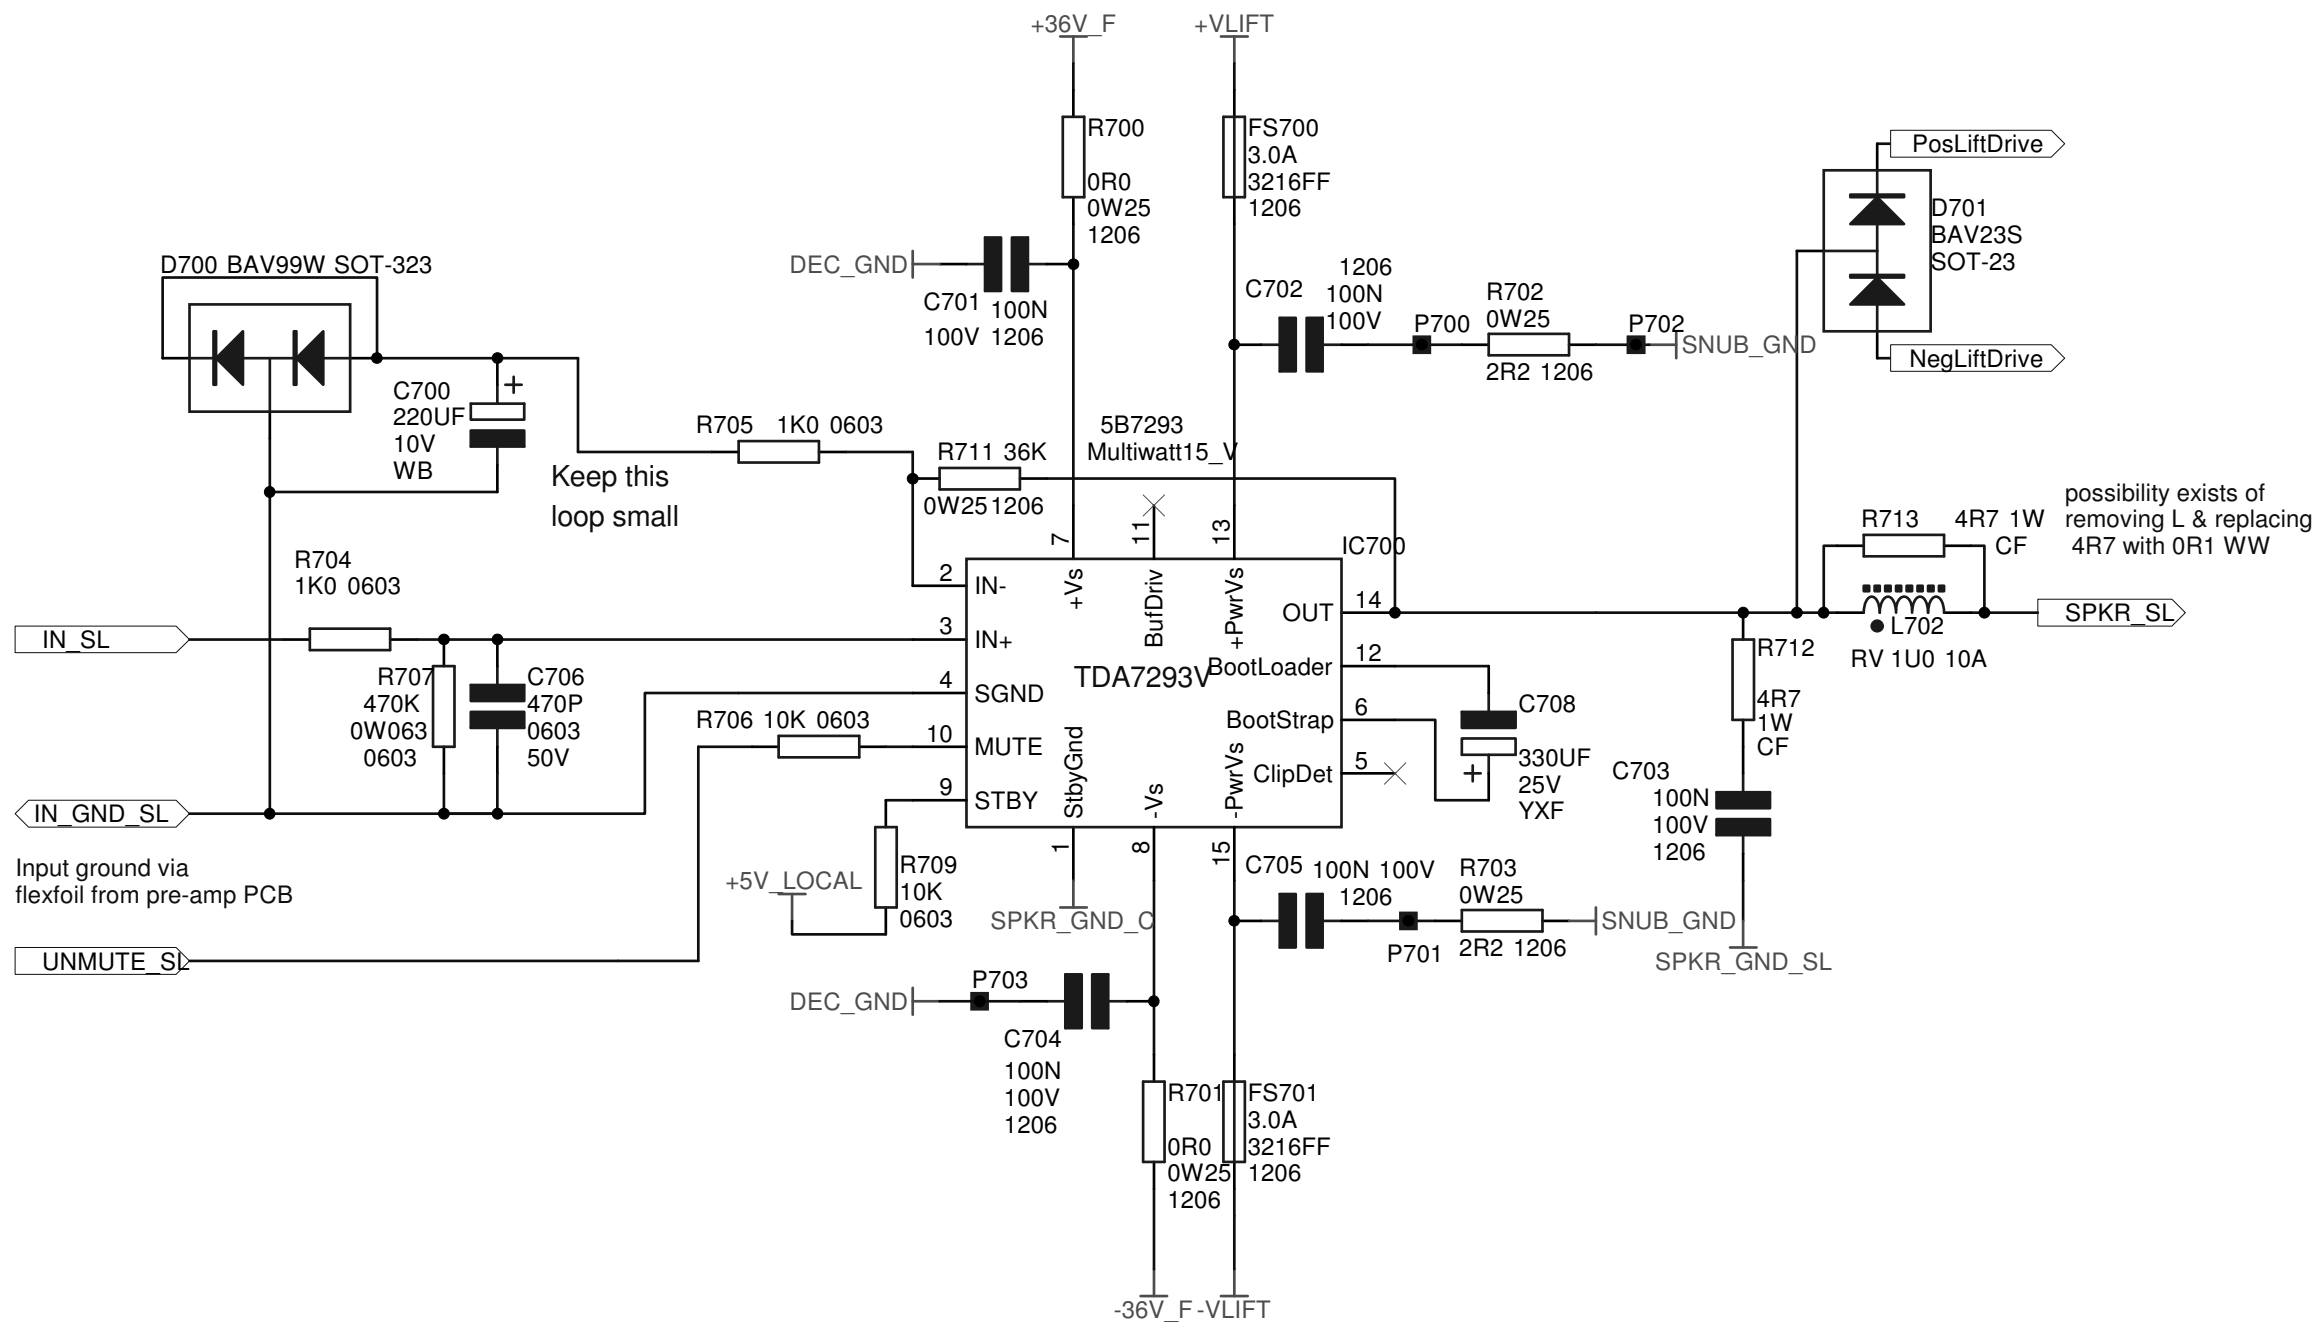 +36V_F
+VLIFT
R700
0R0
0W25
1206
FS700
3.0A
3216FF
1206
PosLiftDrive
D701
BAV23S
SOT-23
NegLiftDrive
D700 BAV99W SOT-323
DEC_GND
C701 100N
100V 1206
C702
1206
100N
100V
P700
R702
0W25
2R2 1206
P702
SNUB_GND
C700
220UF
10V
WB
+
Keep this
loop small
R705 1K0 0603
R711 36K
0W25 1206
5B7293
Multiwatt15_V
IC700
R713
4R7 1W
CF
possibility exists of
removing L & replacing
4R7 with 0R1 WW
R704
1K0 0603
7
11
13
2
IN-
+Vs
BufDriv
+PwrVs
OUT
14
IN_SL
3
IN+
SPKR_SL
L702
RV 1U0 10A
R707
470K
0W063
0603
C706
470P
0603
50V
4
SGND
TDA7293V
BootLoader
12
R712
4R7
1W
CF
R706 10K 0603
10
MUTE
BootStrap
6
C708
330UF
25V
YXF
+
9
STBY
StbyGnd
-Vs
-PwrVs
ClipDet
5
C703
100N
100V
1206
IN_GND_SL
Input ground via
flexfoil from pre-amp PCB
+5V_LOCAL
R709
10K
0603
1
8
15
SPKR_GND_C
C705
100N 100V
1206
P701
R703
0W25
2R2 1206
SNUB_GND
SPKR_GND_SL
UNMUTE_SL
DEC_GND
P703
C704
100N
100V
1206
R701
0R0
0W25
1206
FS701
3.0A
3216FF
1206
-36V_F
-VLIFT